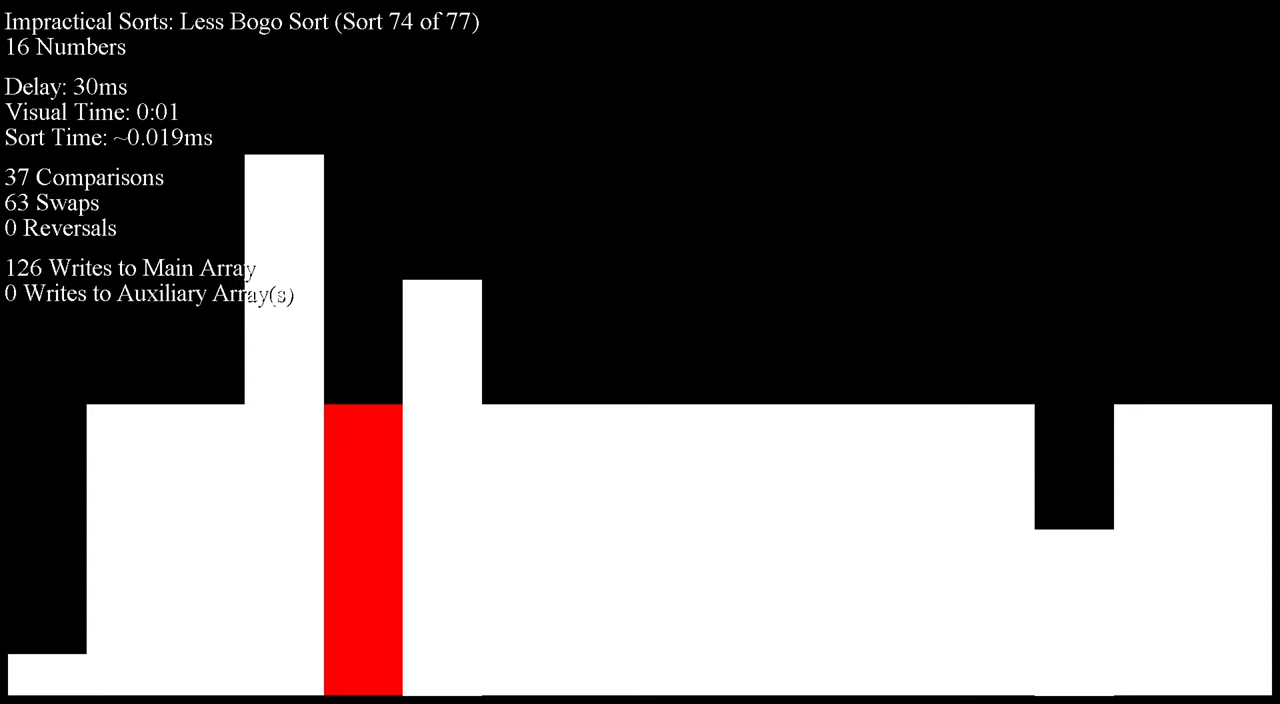 Impractical Sorts: Less Bogo Sort (Sort 74 of 77)
16 Numbers
Delay: 30ms
Visual Time: 0:01
Sort Time: ~0.019ms
37 Comparisons
63 Swaps
0 Reversals
126 Writes to Main Array
0 Writes to Auxiliary Array(s)